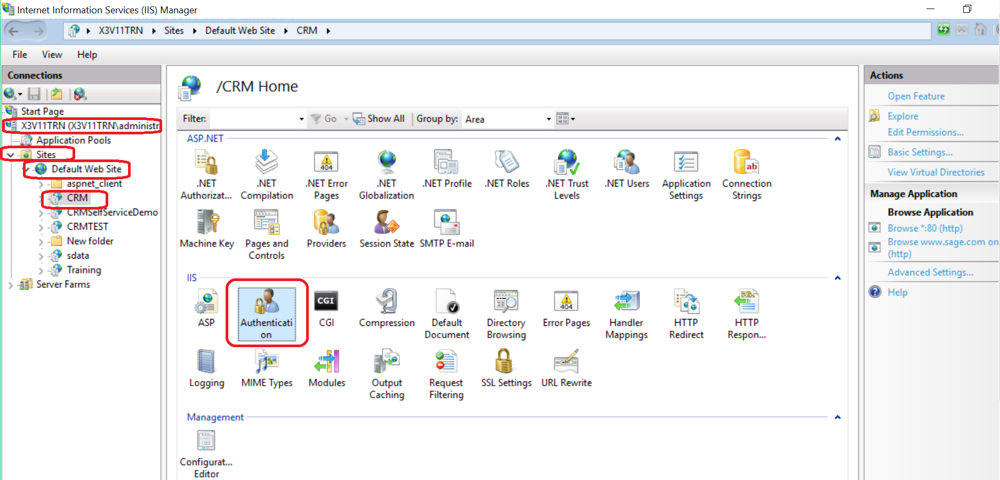 Internet Information Services (IIS) Manager
X3V11TRN Sites Default Web Site CRM
File View Help
Connections
Start Page
X3V11TRN (X3V11TRN\administr
Application Pools
Sites
Default Web Site
aspnet_client
CRM
CRMSelfServiceDemo
CRMTEST
New folder
sdata
Training
Server Farms
/CRM Home
Filter: Go Show All Group by: Area
ASP.NET
.NET
Authorizat...
.NET
Compilation
.NET Error
Pages
.NET
Globalization
.NET Profile
.NET Roles
.NET Trust
Levels
.NET Users
Application
Settings
Connection
Strings
ab
404
Machine Key
Pages and
Controls
Providers
Session State
SMTP E-mail
IIS
ASP
Authenticati
on
CGI
CGI
Compression
Default
Document
Directory
Browsing
404
Error Pages
Handler
Mappings
HTTP
Redirect
HTTP
Respon...
Logging
MIME Types
Modules
Output
Caching
Request
Filtering
SSL Settings
URL Rewrite
Management
Configurat...
Editor
Actions
Open Feature
Explore
Edit Permissions...
Basic Settings...
View Virtual Directories
Manage Application
Browse Application
Browse *:80 (http)
Browse www.sage.com on
(http)
Advanced Settings...
Help